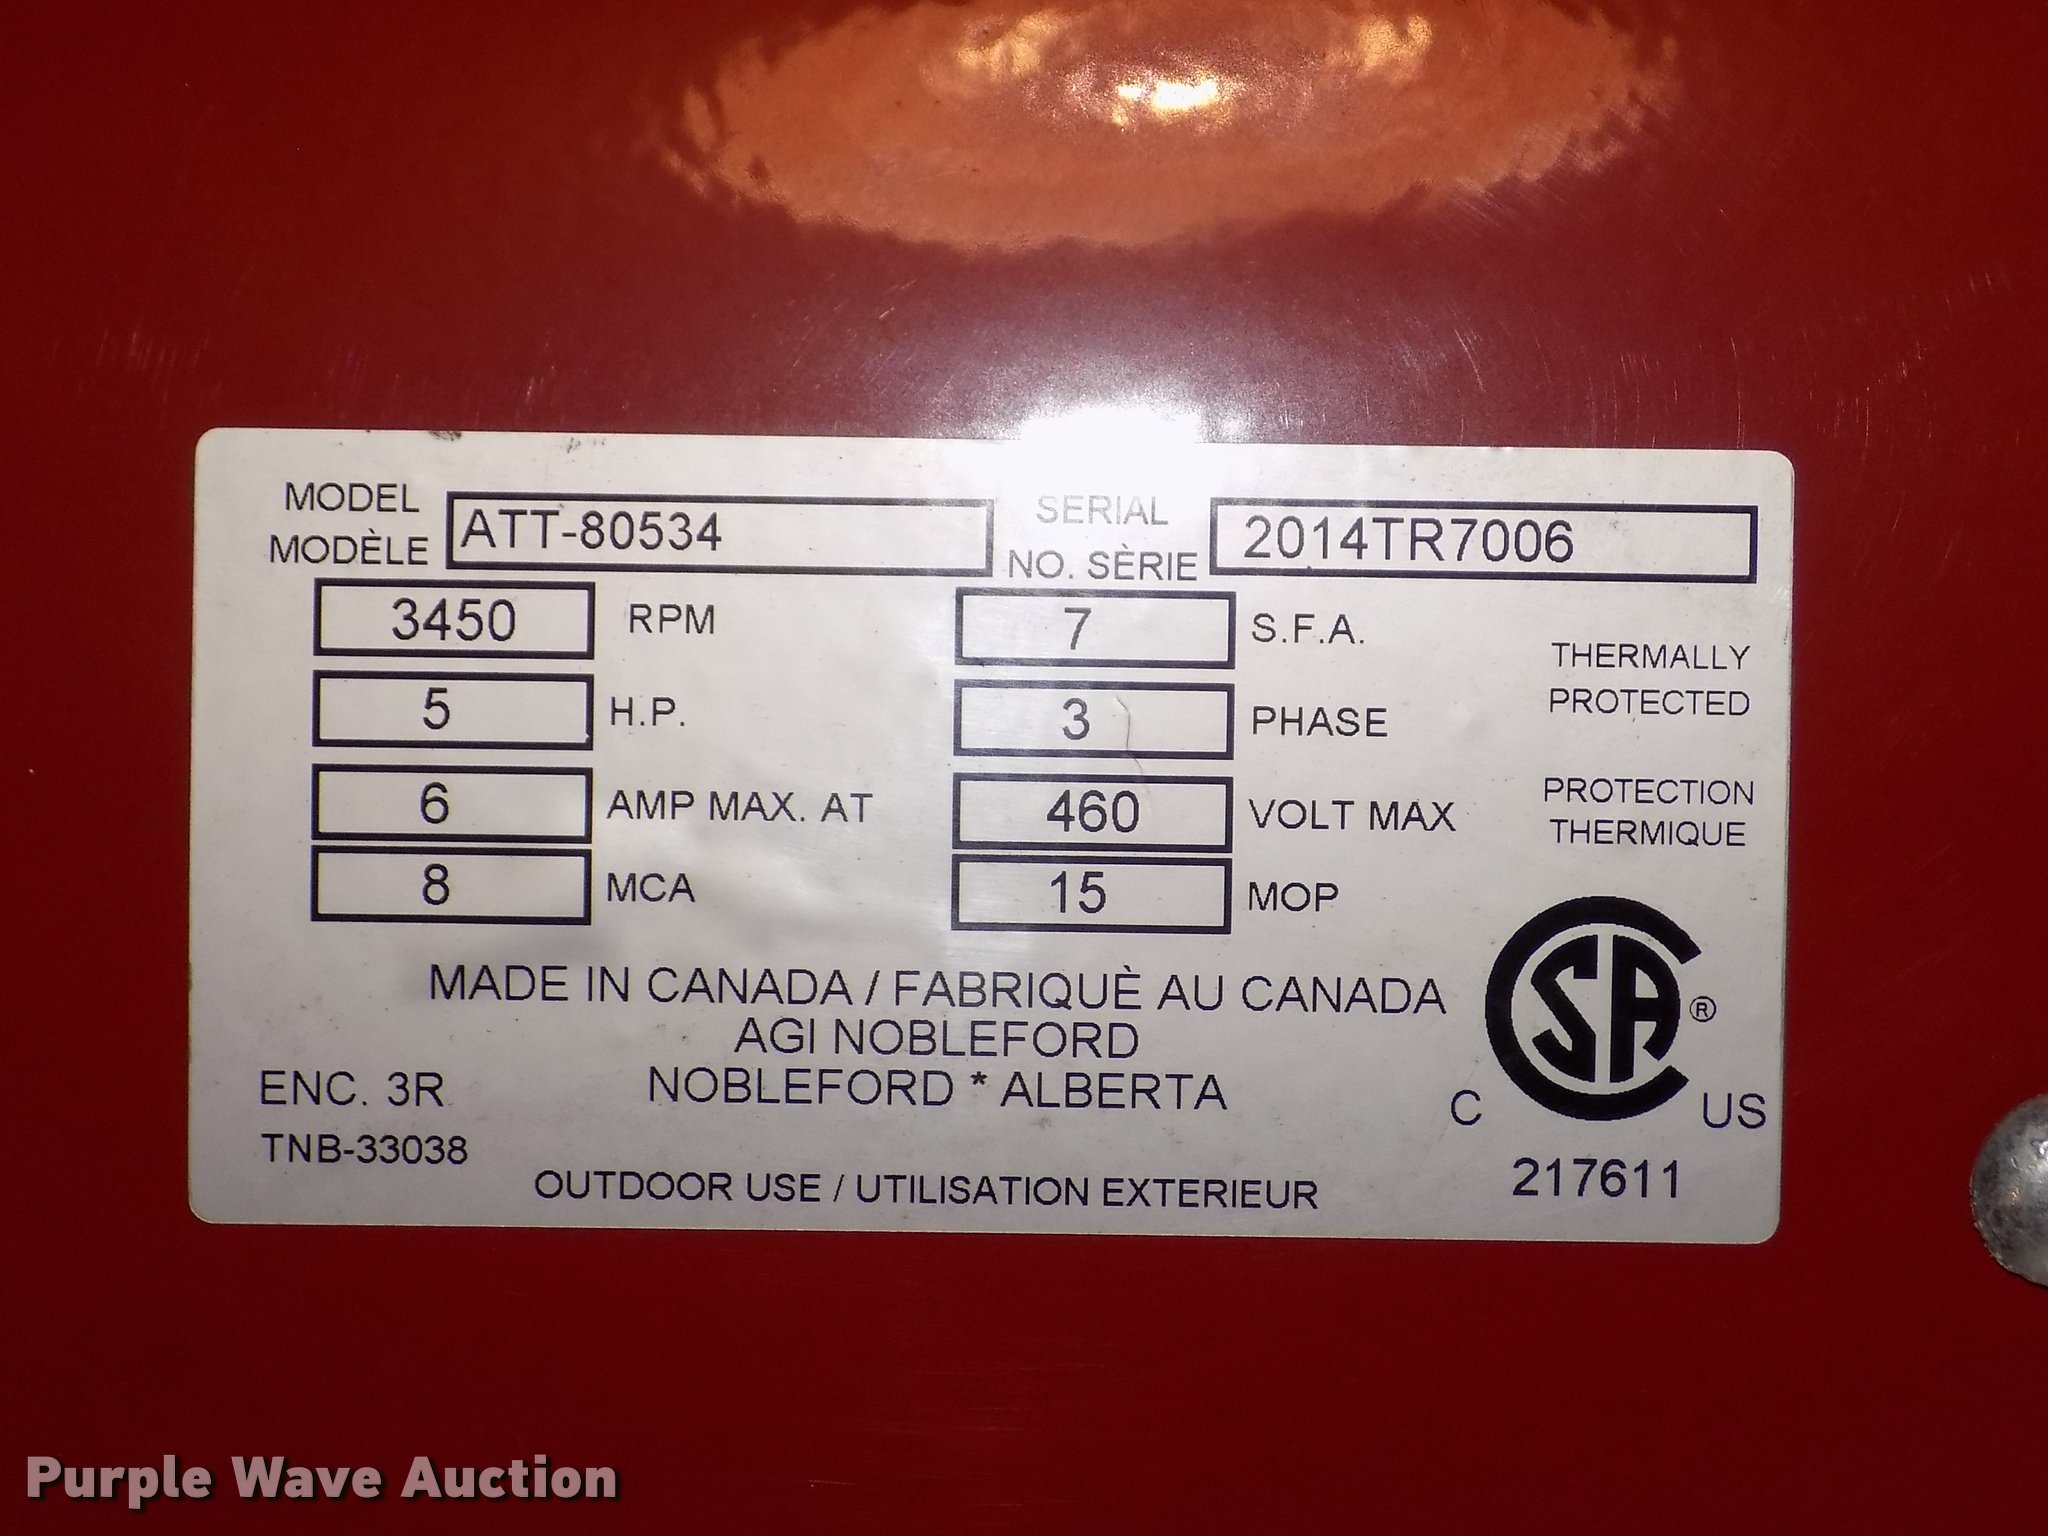 MODEL
MODÈLE
ATT-80534
SERIAL
NO. SÈRIE
2014TR7006
3450 RPM
7 S.F.A.
5 H.P.
3 PHASE
6 AMP MAX. AT
460 VOLT MAX
8 MCA
15 MOP
THERMALLY
PROTECTED
PROTECTION
THERMIQUE
MADE IN CANADA / FABRIQUÈ AU CANADA
AGI NOBLEFORD
NOBLEFORD * ALBERTA
ENC. 3R
TNB-33038
OUTDOOR USE / UTILISATION EXTERIEUR
CSA ®
C US
217611
Purple Wave Auction